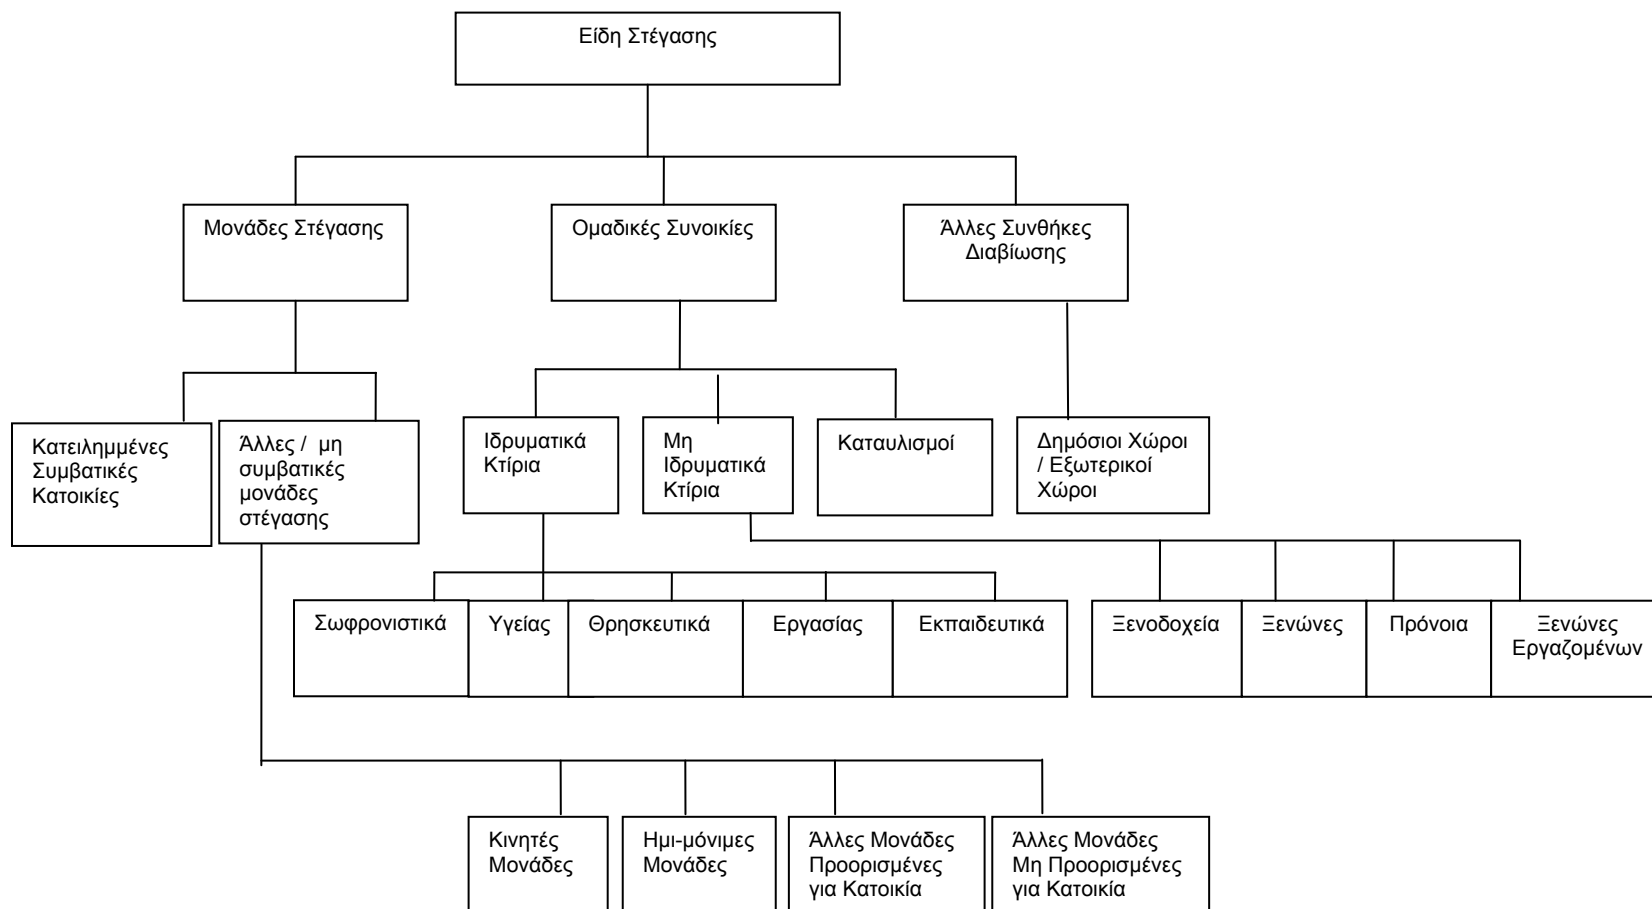 Είδη Στέγασης
Μονάδες Στέγασης
Ομαδικές Συνοικίες
Άλλες Συνθήκες
Διαβίωσης
Κατειλημμένες
Συμβατικές
Κατοικίες
Άλλες / μη
συμβατικές
μονάδες
στέγασης
Ιδρυματικά
Κτίρια
Μη
Ιδρυματικά
Κτίρια
Καταυλισμοί
Δημόσιοι Χώροι
/ Εξωτερικοί
Χώροι
Σωφρονιστικά
Υγείας
Θρησκευτικά
Εργασίας
Εκπαιδευτικά
Ξενοδοχεία
Ξενώνες
Πρόνοια
Ξενώνες
Εργαζομένων
Κινητές
Μονάδες
Ημι-μόνιμες
Μονάδες
Άλλες Μονάδες
Προορισμένες
για Κατοικία
Άλλες Μονάδες
Μη Προορισμένες
για Κατοικία